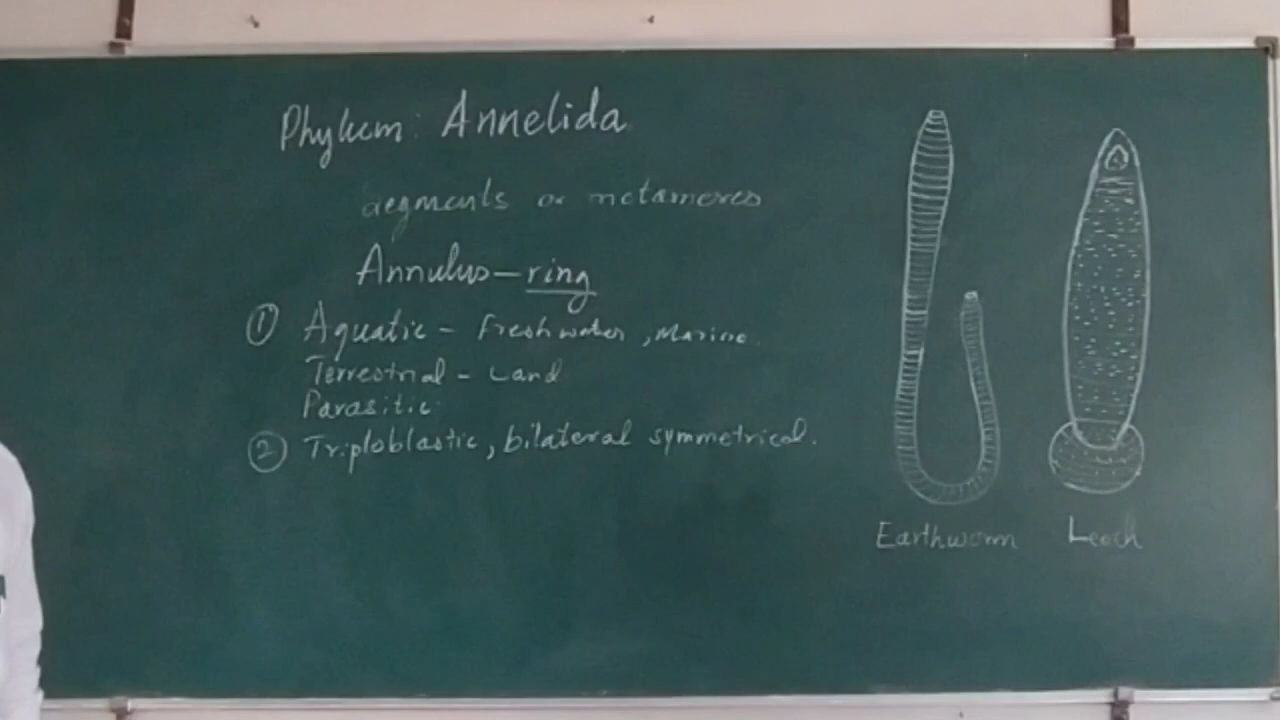 Phylum: Annelida
segments or metameres
Annulus — ring
① Aquatic - Freshwater, Marine.
Terrestrial - Land
Parasitic
② Triploblastic, bilateral symmetrical.
Earthworm
Leech